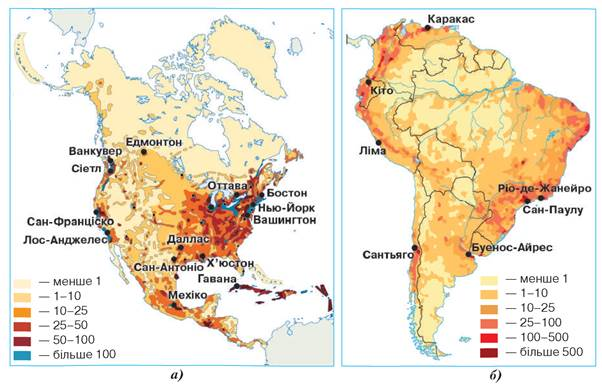 Едмонтон
Ванкувер
Сіетл
Оттава
Бостон
Нью-Йорк
Вашингтон
Сан-Франціско
Лос-Анджелес
Даллас
Сан-Антоніо
Х'юстон
Гавана
Мехіко
— менше 1
— 1–10
— 10–25
— 25–50
— 50–100
— більше 100
а)
Каракас
Кіто
Ліма
Ріо-де-Жанейро
Сан-Паулу
Сантьяго
Буенос-Айрес
— менше 1
— 1–10
— 10–25
— 25–100
— 100–500
— більше 500
б)